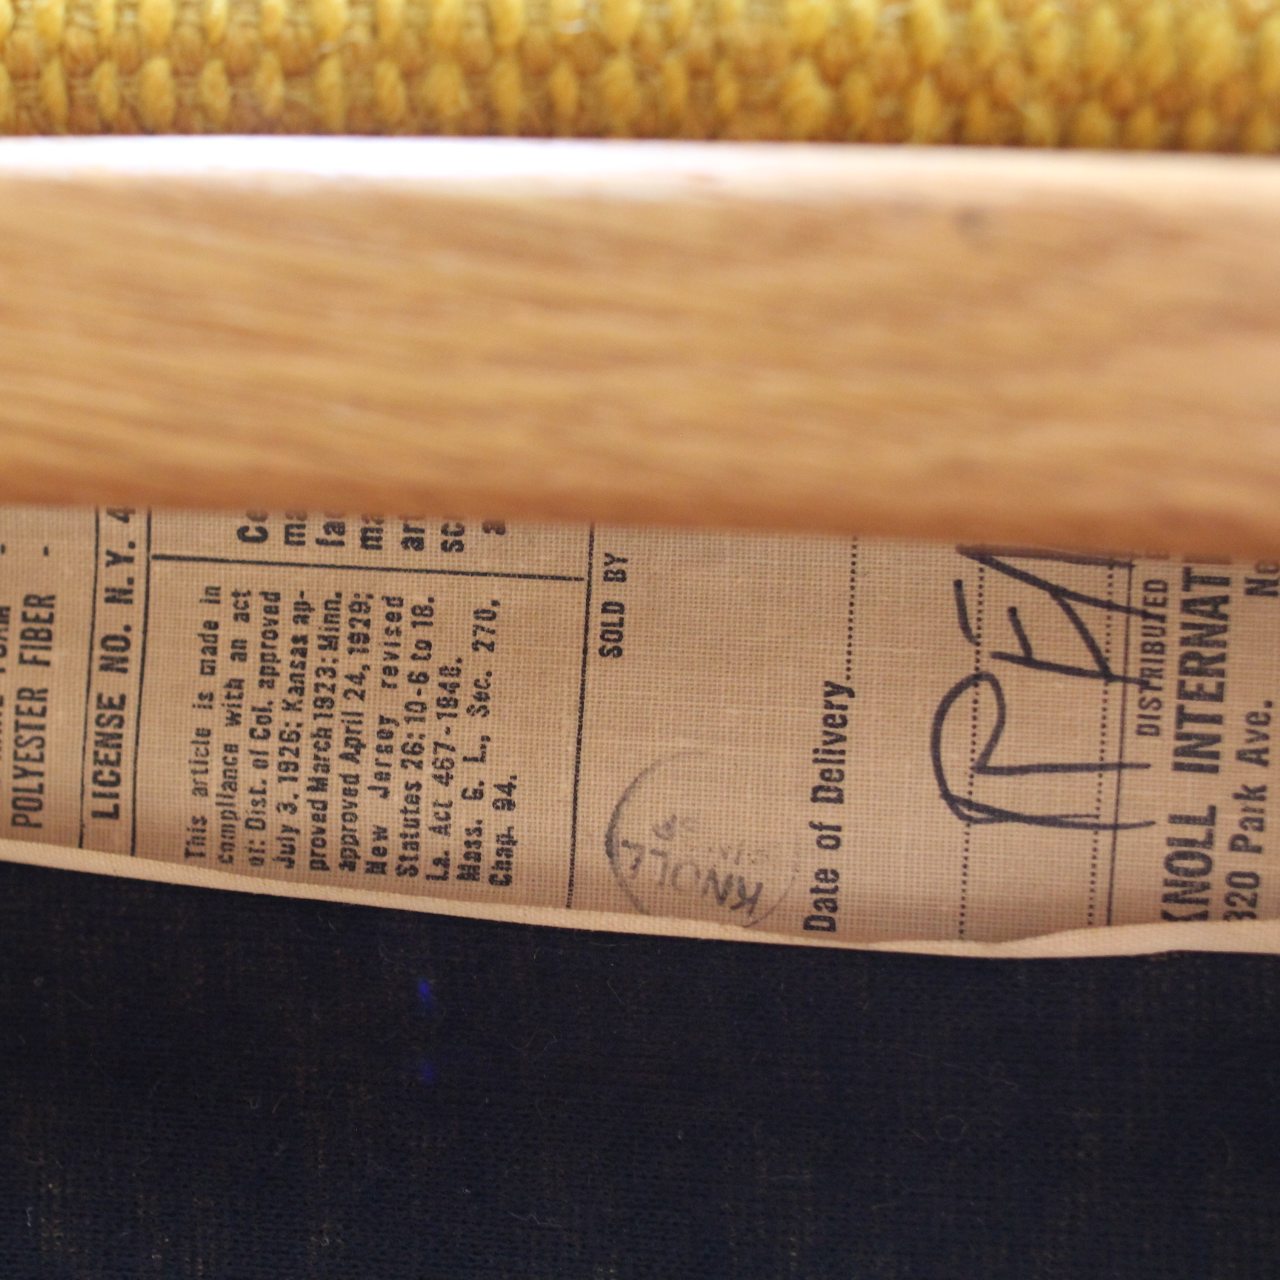 POLYESTER FIBER -
LICENSE NO. N.Y. 4
This article is made in
compliance with an act
of: Dist. of Col. approved
July 3, 1926; Kansas ap-
proved March 1923; Minn.
approved April 24, 1929;
New Jersey revised
Statutes 26: 10-6 to 18.
La. Act 467-1948.
Mass. G. L., Sec. 270,
Chap. 94.
SOLD BY
KNOLL
Date of Delivery
DISTRIBUTED
KNOLL INTERNAT
320 Park Ave.